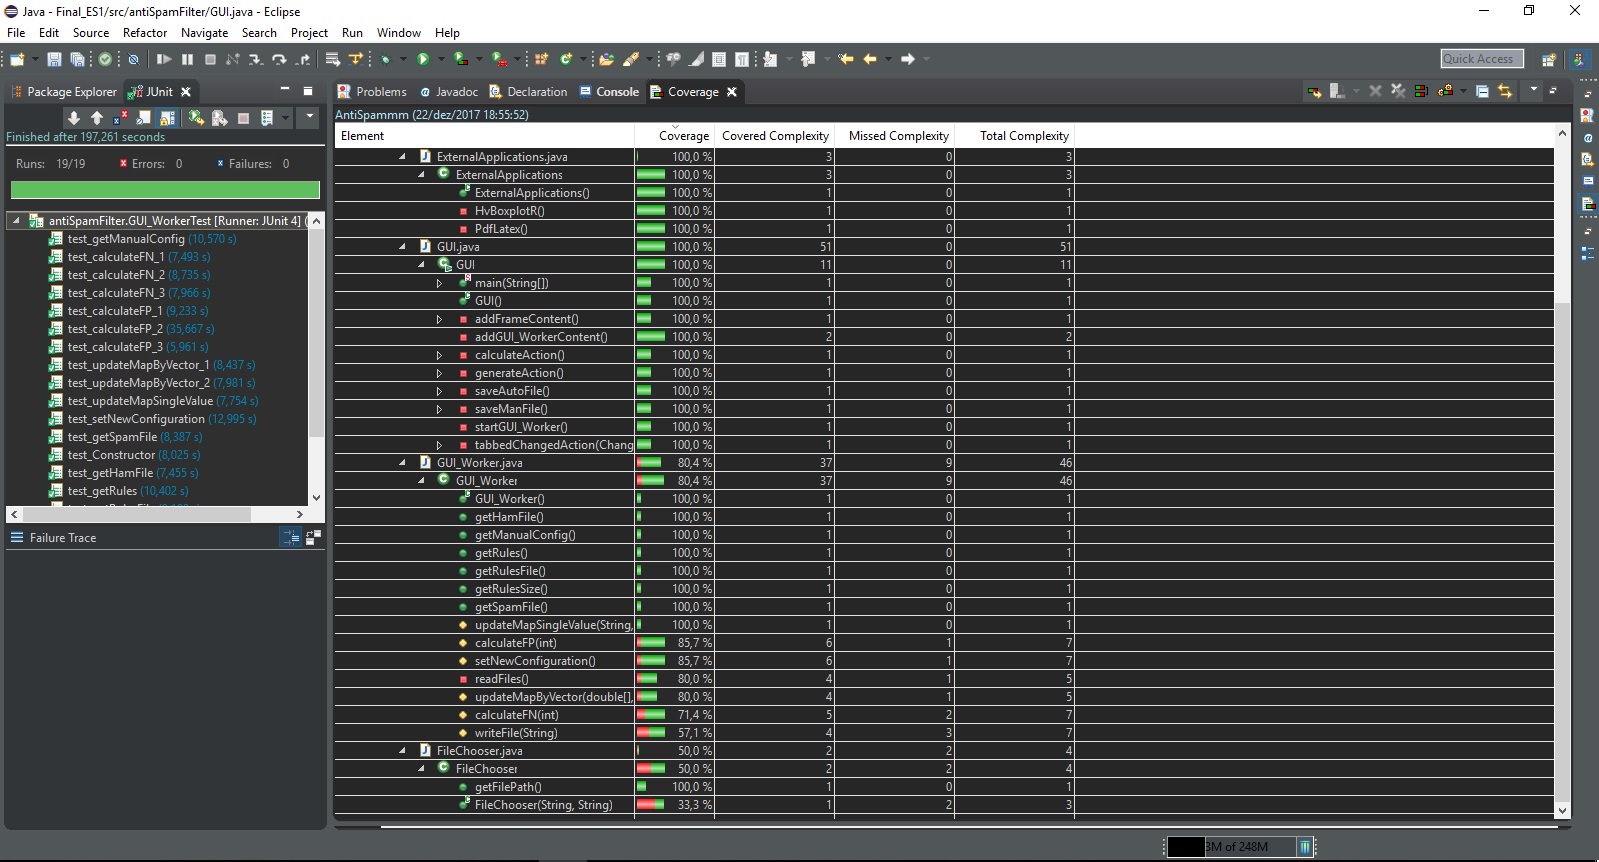 Java - Final_ES1/src/antiSpamFilter/GUI.java - Eclipse
File Edit Source Refactor Navigate Search Project Run Window Help
Quick Access
Package Explorer JUnit
Finished after 197,261 seconds
Runs: 19/19 Errors: 0 Failures: 0
antiSpamFilter.GUI_WorkerTest [Runner: JUnit 4] (
test_getManualConfig (10,570 s)
test_calculateFN_1 (7,493 s)
test_calculateFN_2 (8,735 s)
test_calculateFN_3 (7,966 s)
test_calculateFP_1 (9,233 s)
test_calculateFP_2 (35,667 s)
test_calculateFP_3 (5,961 s)
test_updateMapByVector_1 (8,437 s)
test_updateMapByVector_2 (7,981 s)
test_updateMapSingleValue (7,754 s)
test_setNewConfiguration (12,995 s)
test_getSpamFile (8,387 s)
test_Constructor (8,025 s)
test_getHamFile (7,455 s)
test_getRules (10,402 s)
Failure Trace
Problems Javadoc Declaration Console Coverage
AntiSpammm (22/dez/2017 18:55:52)
Element Coverage Covered Complexity Missed Complexity Total Complexity
ExternalApplications.java 100,0 % 3 0 3
ExternalApplications 100,0 % 3 0 3
ExternalApplications() 100,0 % 1 0 1
HvBoxplotR() 100,0 % 1 0 1
PdfLatex() 100,0 % 1 0 1
GUI.java 100,0 % 51 0 51
GUI 100,0 % 11 0 11
main(String[]) 100,0 % 1 0 1
GUI() 100,0 % 1 0 1
addFrameContent() 100,0 % 1 0 1
addGUI_WorkerContent() 100,0 % 2 0 2
calculateAction() 100,0 % 1 0 1
generateAction() 100,0 % 1 0 1
saveAutoFile() 100,0 % 1 0 1
saveManFile() 100,0 % 1 0 1
startGUI_Worker() 100,0 % 1 0 1
tabbedChangedAction(Chang 100,0 % 1 0 1
GUI_Worker.java 80,4 % 37 9 46
GUI_Worker 80,4 % 37 9 46
GUI_Worker() 100,0 % 1 0 1
getHamFile() 100,0 % 1 0 1
getManualConfig() 100,0 % 1 0 1
getRules() 100,0 % 1 0 1
getRulesFile() 100,0 % 1 0 1
getRulesSize() 100,0 % 1 0 1
getSpamFile() 100,0 % 1 0 1
updateMapSingleValue(String, 100,0 % 1 0 1
calculateFP(int) 85,7 % 6 1 7
setNewConfiguration() 85,7 % 6 1 7
readFiles() 80,0 % 4 1 5
updateMapByVector(double[], 80,0 % 4 1 5
calculateFN(int) 71,4 % 5 2 7
writeFile(String) 57,1 % 4 3 7
FileChooser.java 50,0 % 2 2 4
FileChooser 50,0 % 2 2 4
getFilePath() 100,0 % 1 0 1
FileChooser(String, String) 33,3 % 1 2 3
3M of 248M